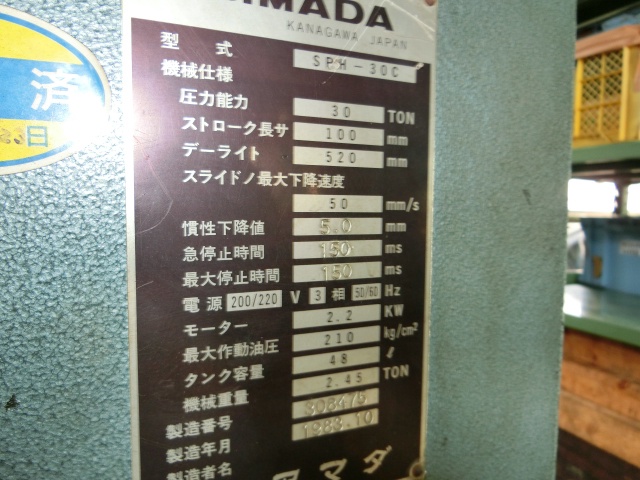 IMADA
KANAGAWA JAPAN
型式 SPH-30C
機械仕様
圧力能力 30 TON
ストローク長サ 100 mm
デーライト 520 mm
スライドノ最大下降速度
50 mm/s
慣性下降値 5.0 mm
急停止時間 150 ms
最大停止時間 150 ms
電源 200/220 V 3 相 50/60 Hz
モーター 2.2 KW
最大作動油圧 210 kg/cm²
タンク容量 48 ℓ
機械重量 2.45 TON
製造番号
製造年月 1983.10
製造者名 アマダ
済
日